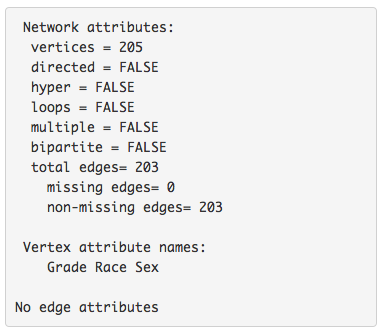 Network attributes:
vertices = 205
directed = FALSE
hyper = FALSE
loops = FALSE
multiple = FALSE
bipartite = FALSE
total edges= 203
missing edges= 0
non-missing edges= 203
Vertex attribute names:
Grade Race Sex
No edge attributes